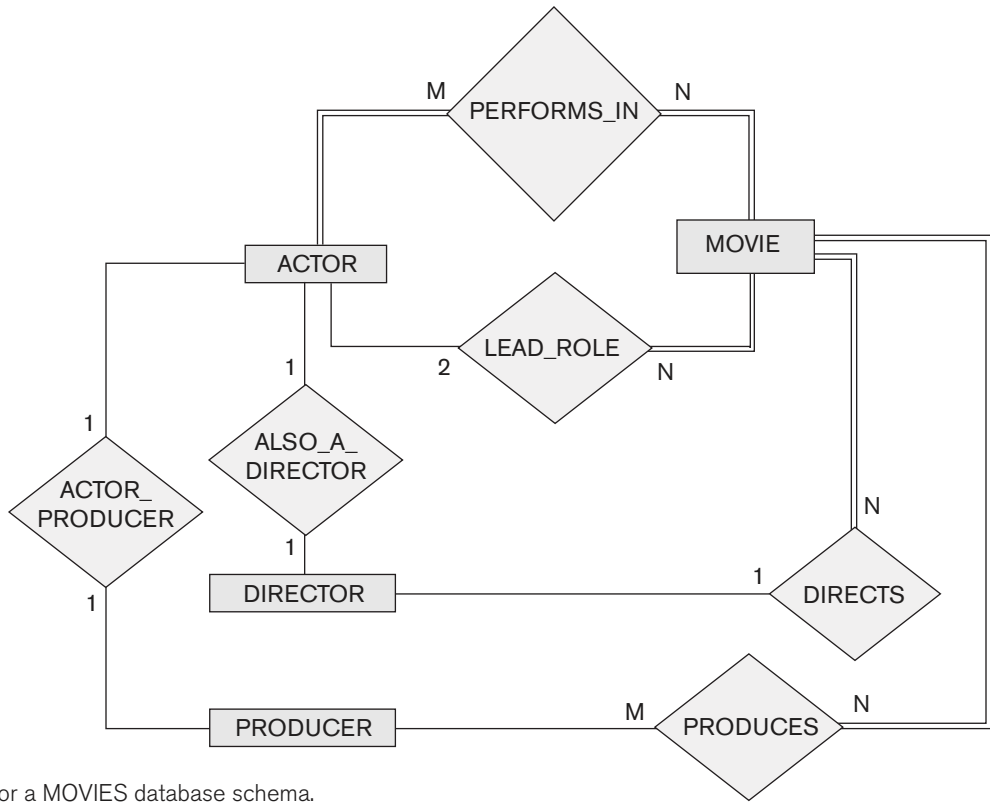 M
PERFORMS_IN
N
MOVIE
ACTOR
LEAD_ROLE
2
N
1
1
ALSO_A_
DIRECTOR
ACTOR_
PRODUCER
N
1
1
DIRECTOR
1
DIRECTS
N
M
PRODUCER
PRODUCES
or a MOVIES database schema.